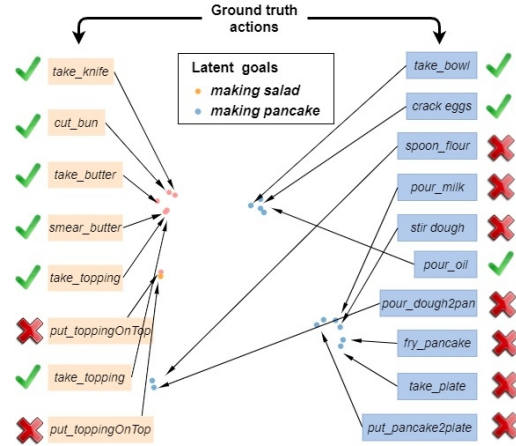 Ground truth
actions
Latent goals
making salad
making pancake
take_knife
cut_bun
take_butter
smear_butter
take_topping
put_toppingOnTop
take_topping
put_toppingOnTop
take_bowl
crack eggs
spoon_flour
pour_milk
stir dough
pour_oil
pour_dough2pan
fry_pancake
take_plate
put_pancake2plate